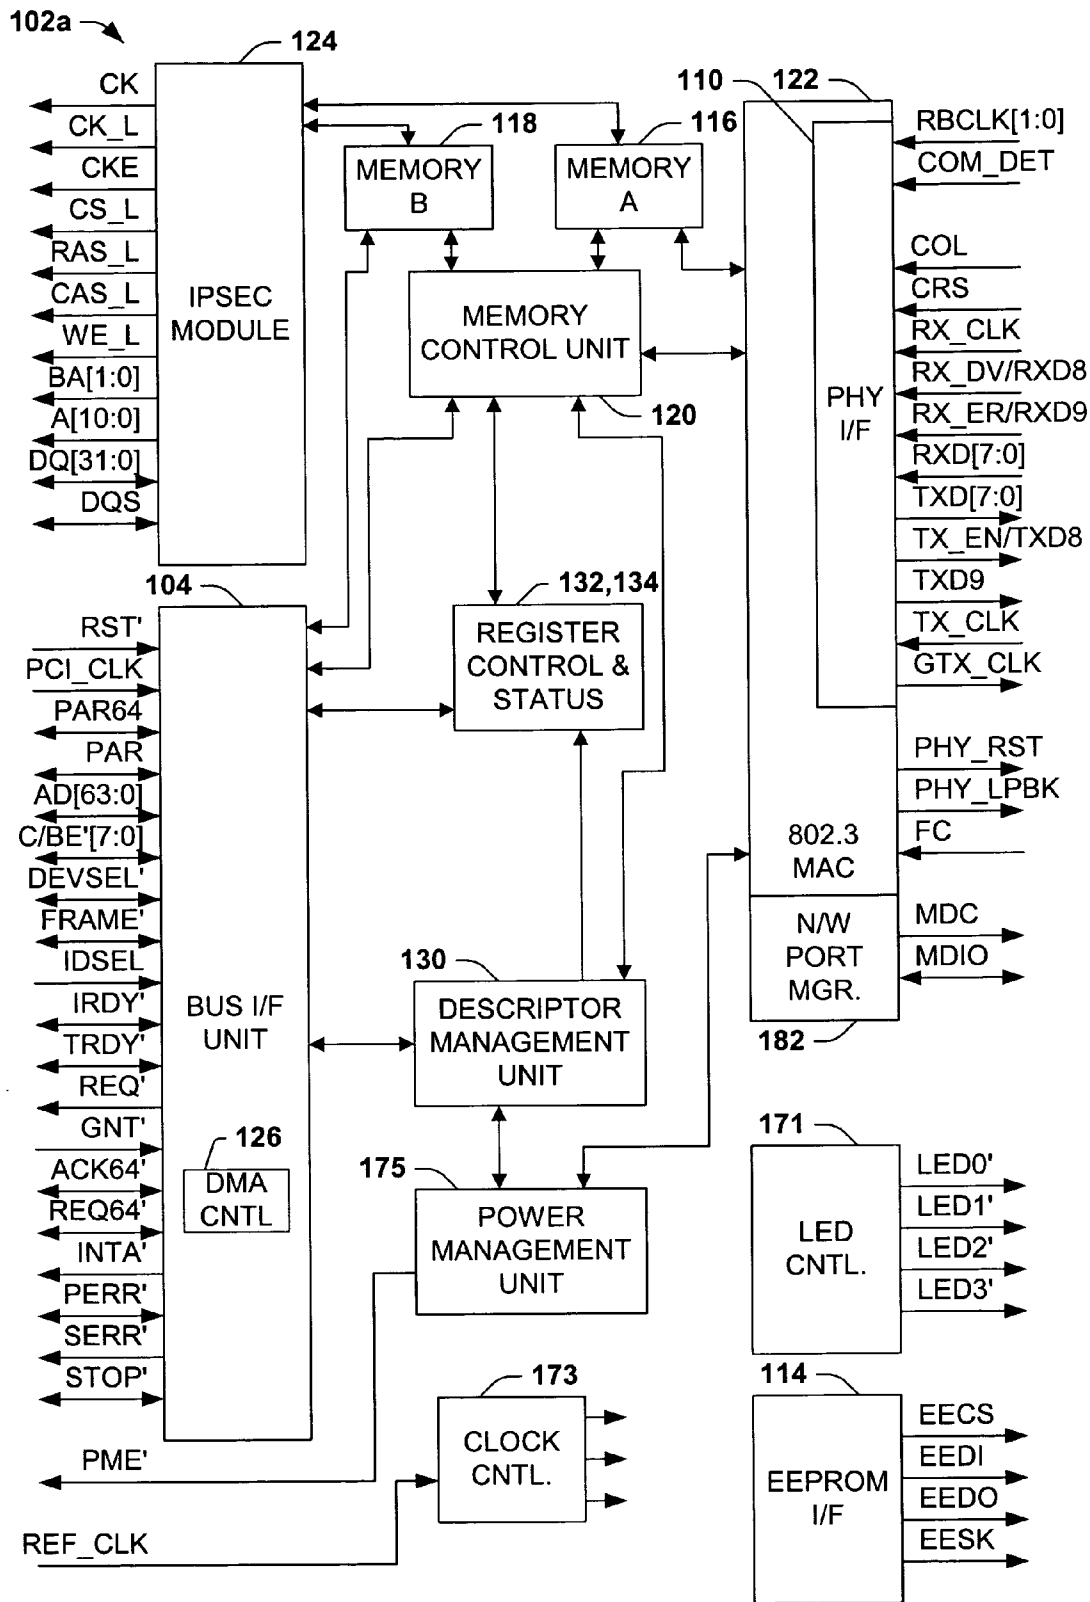 102a
124
CK
CK_L
CKE
CS_L
RAS_L
CAS_L
WE_L
BA[1:0]
A[10:0]
DQ[31:0]
DQS
IPSEC
MODULE
118
MEMORY
B
116
MEMORY
A
MEMORY
CONTROL UNIT
120
110
122
RBCLK[1:0]
COM_DET
COL
CRS
RX_CLK
RX_DV/RXD8
RX_ER/RXD9
RXD[7:0]
TXD[7:0]
TX_EN/TXD8
TXD9
TX_CLK
GTX_CLK
PHY
I/F
PHY_RST
PHY_LPBK
FC
802.3
MAC
N/W
PORT
MGR.
MDC
MDIO
182
104
RST'
PCI_CLK
PAR64
PAR
AD[63:0]
C/BE'[7:0]
DEVSEL'
FRAME'
IDSEL
IRDY'
TRDY'
REQ'
GNT'
ACK64'
REQ64'
INTA'
PERR'
SERR'
STOP'
BUS I/F
UNIT
126
DMA
CNTL
132,134
REGISTER
CONTROL &
STATUS
130
DESCRIPTOR
MANAGEMENT
UNIT
175
POWER
MANAGEMENT
UNIT
PME'
173
CLOCK
CNTL.
REF_CLK
171
LED
CNTL.
LED0'
LED1'
LED2'
LED3'
114
EEPROM
I/F
EECS
EEDI
EEDO
EESK